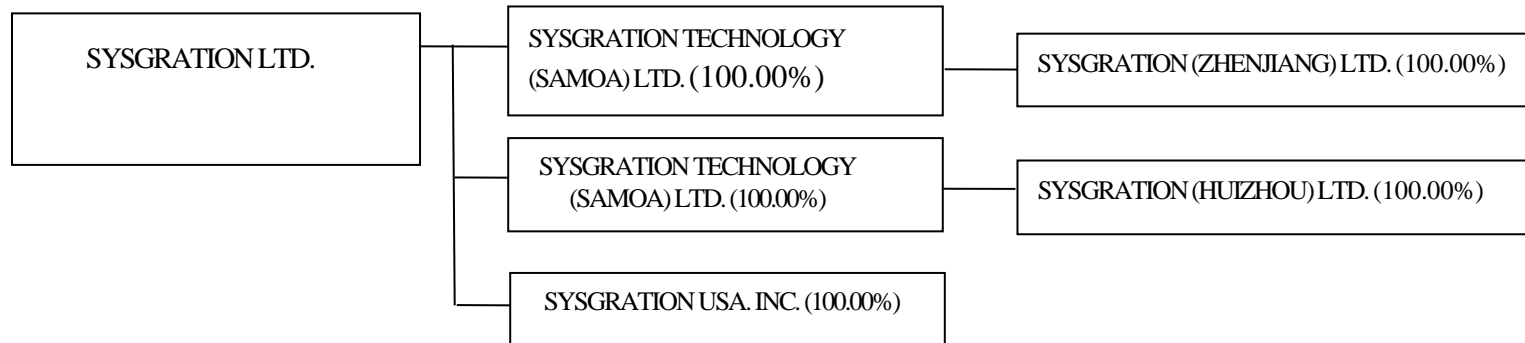 SYSGRATION LTD.
SYSGRATION TECHNOLOGY
(SAMOA) LTD. (100.00%)
SYSGRATION (ZHENJIANG) LTD. (100.00%)
SYSGRATION TECHNOLOGY
(SAMOA) LTD. (100.00%)
SYSGRATION (HUIZHOU) LTD. (100.00%)
SYSGRATION USA. INC. (100.00%)